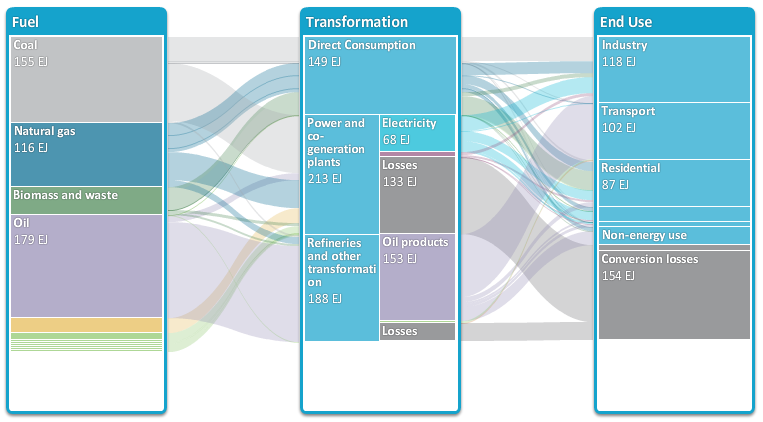 Fuel
Coal
155 EJ
Natural gas
116 EJ
Biomass and waste
Oil
179 EJ
Transformation
Direct Consumption
149 EJ
Power and
co-
generation
plants
213 EJ
Electricity
68 EJ
Losses
133 EJ
Refineries
and other
transformati
on
188 EJ
Oil products
153 EJ
Losses
End Use
Industry
118 EJ
Transport
102 EJ
Residential
87 EJ
Non-energy use
Conversion losses
154 EJ